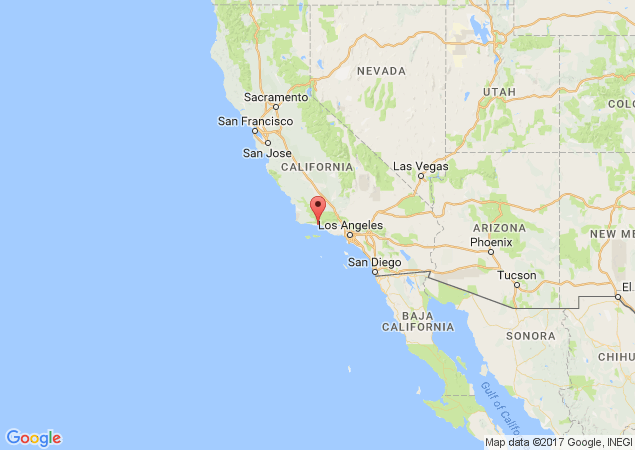 NEVADA
UTAH
COLO
Sacramento
San Francisco
San Jose
CALIFORNIA
Las Vegas
Los Angeles
ARIZONA
NEW ME
Phoenix
San Diego
Tucson
El
BAJA
CALIFORNIA
SONORA
CHIHU
Gulf of Califo
Google
Map data ©2017 Google, INEGI